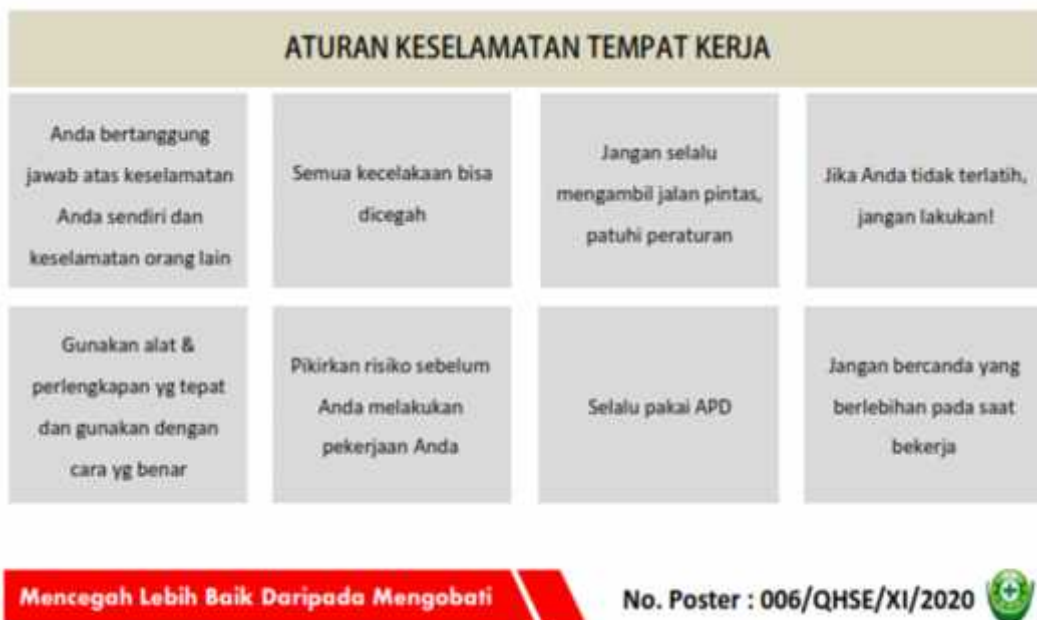 ATURAN KESELAMATAN TEMPAT KERJA
Anda bertanggung
jawab atas keselamatan
Anda sendiri dan
keselamatan orang lain
Semua kecelakaan bisa
dicegah
Jangan selalu
mengambil jalan pintas,
patuhi peraturan
Jika Anda tidak terlatih,
jangan lakukan!
Gunakan alat &
perlengkapan yg tepat
dan gunakan dengan
cara yg benar
Pikirkan risiko sebelum
Anda melakukan
pekerjaan Anda
Selalu pakai APD
Jangan bercanda yang
berlebihan pada saat
bekerja
Mencegah Lebih Baik Daripada Mengobati
No. Poster : 006/QHSE/XI/2020